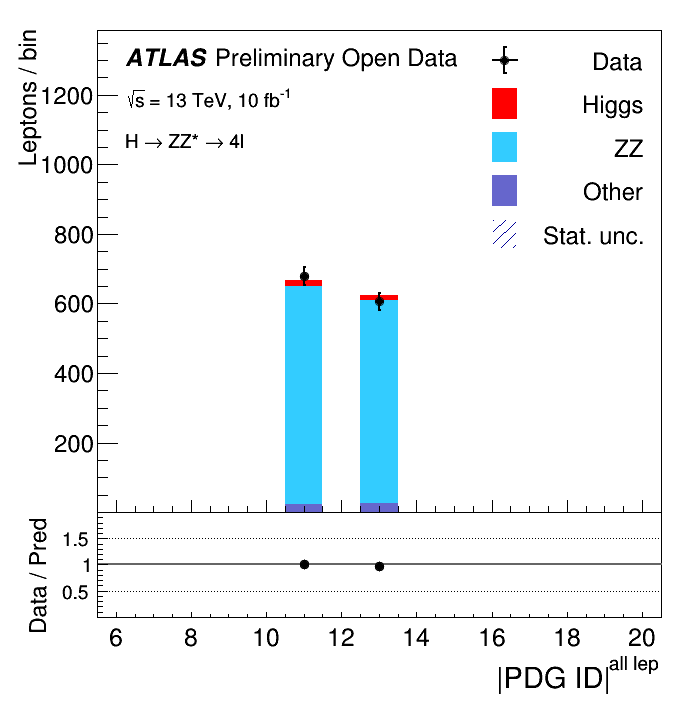 Leptons / bin
ATLAS Preliminary Open Data
√s = 13 TeV, 10 fb⁻¹
H → ZZ* → 4l
Data
Higgs
ZZ
Other
Stat. unc.
1200
1000
800
600
400
200
Data / Pred
1.5
1
0.5
6 8 10 12 14 16 18 20
|PDG ID|^all lep